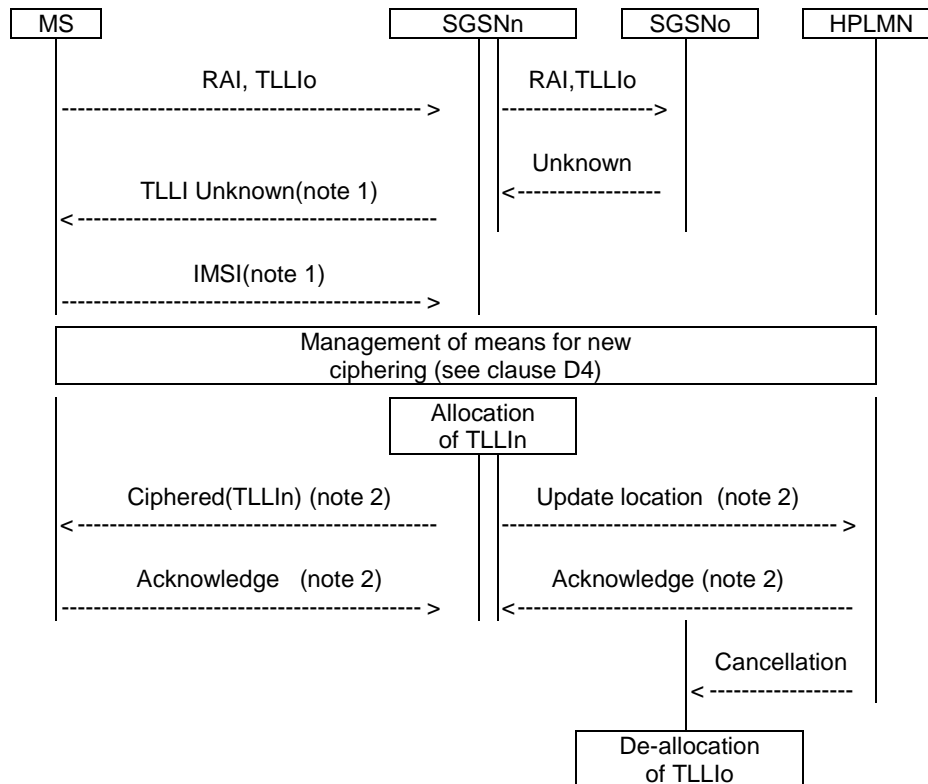 MS SGSNn SGSNo HPLMN
RAI, TLLIo RAI,TLLIo
Unknown
TLLI Unknown(note 1)
IMSI(note 1)
Management of means for new
ciphering (see clause D4)
Allocation
of TLLIn
Ciphered(TLLIn) (note 2) Update location (note 2)
Acknowledge (note 2) Acknowledge (note 2)
Cancellation
De-allocation
of TLLIo